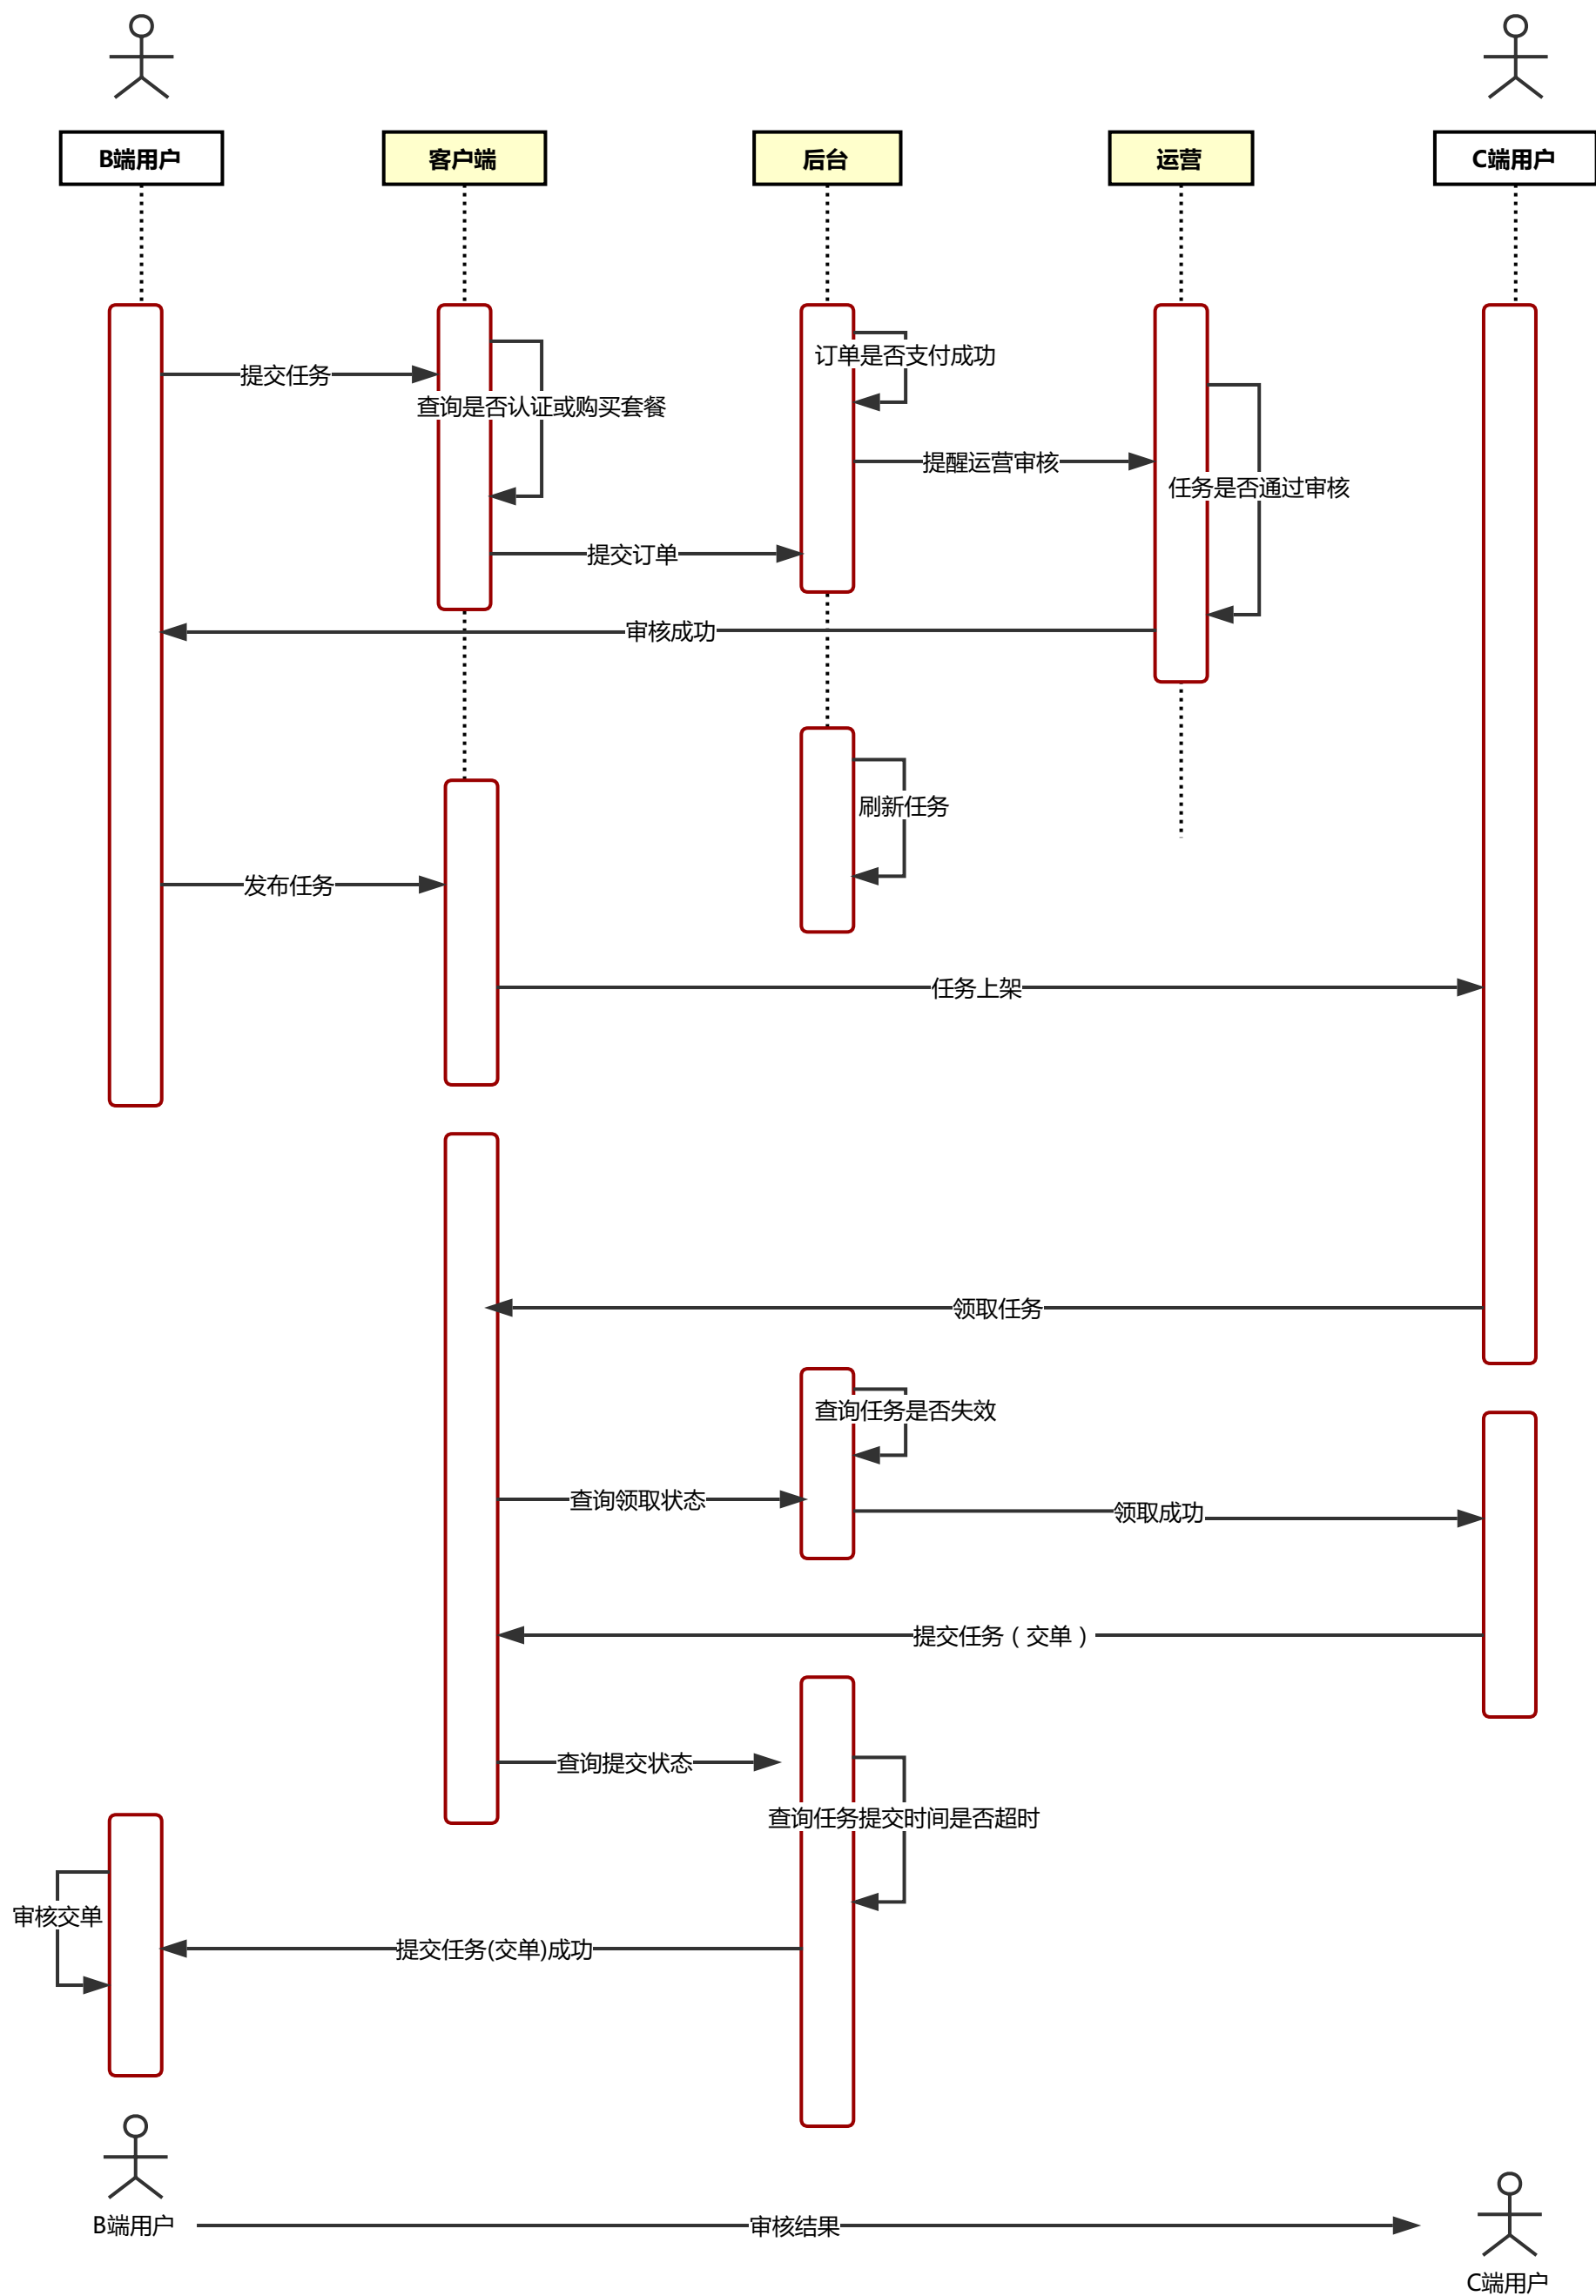 B端用户
客户端
后台
运营
C端用户
订单是否支付成功
提交任务
查询是否认证或购买套餐
提醒运营审核
任务是否通过审核
提交订单
审核成功
刷新任务
发布任务
任务上架
领取任务
查询任务是否失效
查询领取状态
领取成功
提交任务（交单）
查询提交状态
查询任务提交时间是否超时
审核交单
提交任务(交单)成功
B端用户
审核结果
C端用户